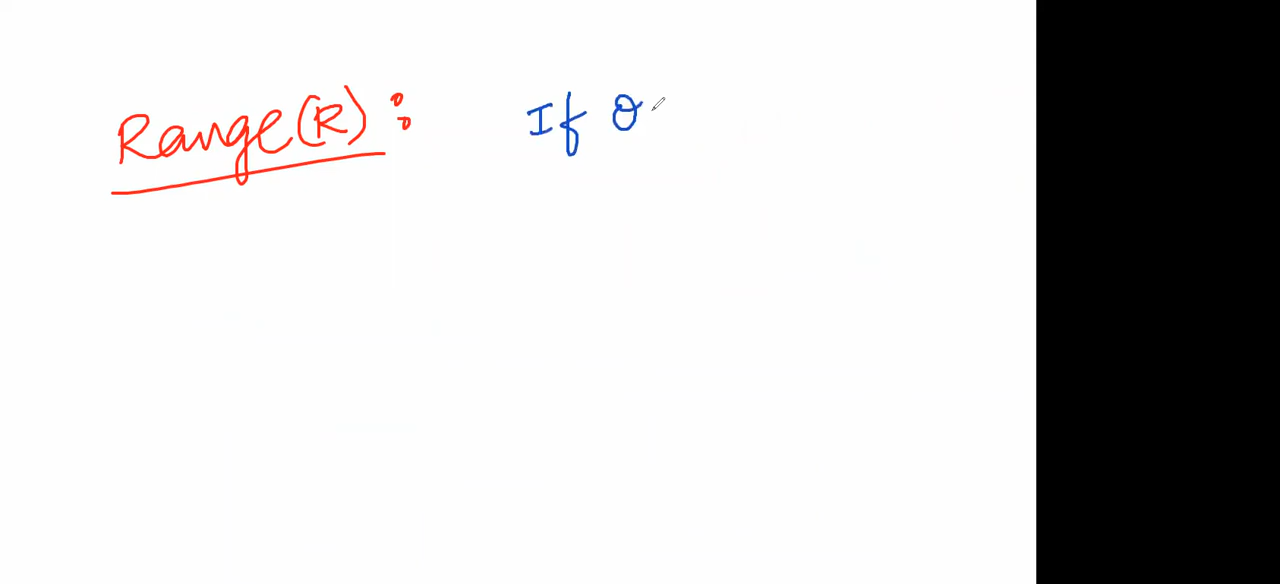 Range(R): If θ